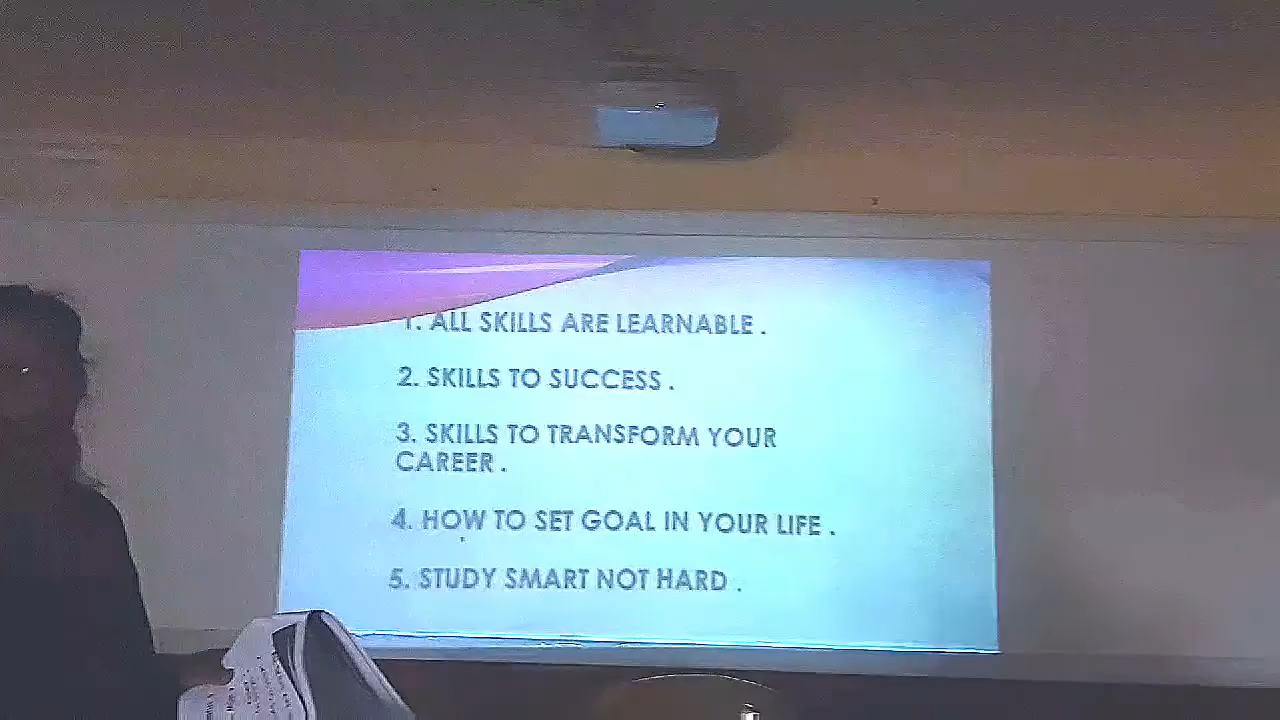 1. ALL SKILLS ARE LEARNABLE .
2. SKILLS TO SUCCESS .
3. SKILLS TO TRANSFORM YOUR
CAREER .
4. HOW TO SET GOAL IN YOUR LIFE .
5. STUDY SMART NOT HARD .